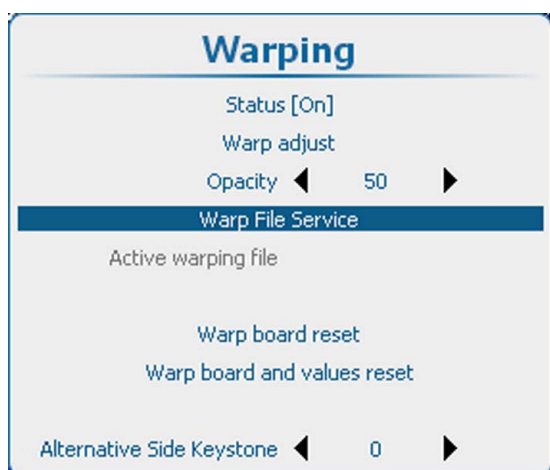 Warping
Status [On]
Warp adjust
Opacity 50
Warp File Service
Active warping file
Warp board reset
Warp board and values reset
Alternative Side Keystone 0